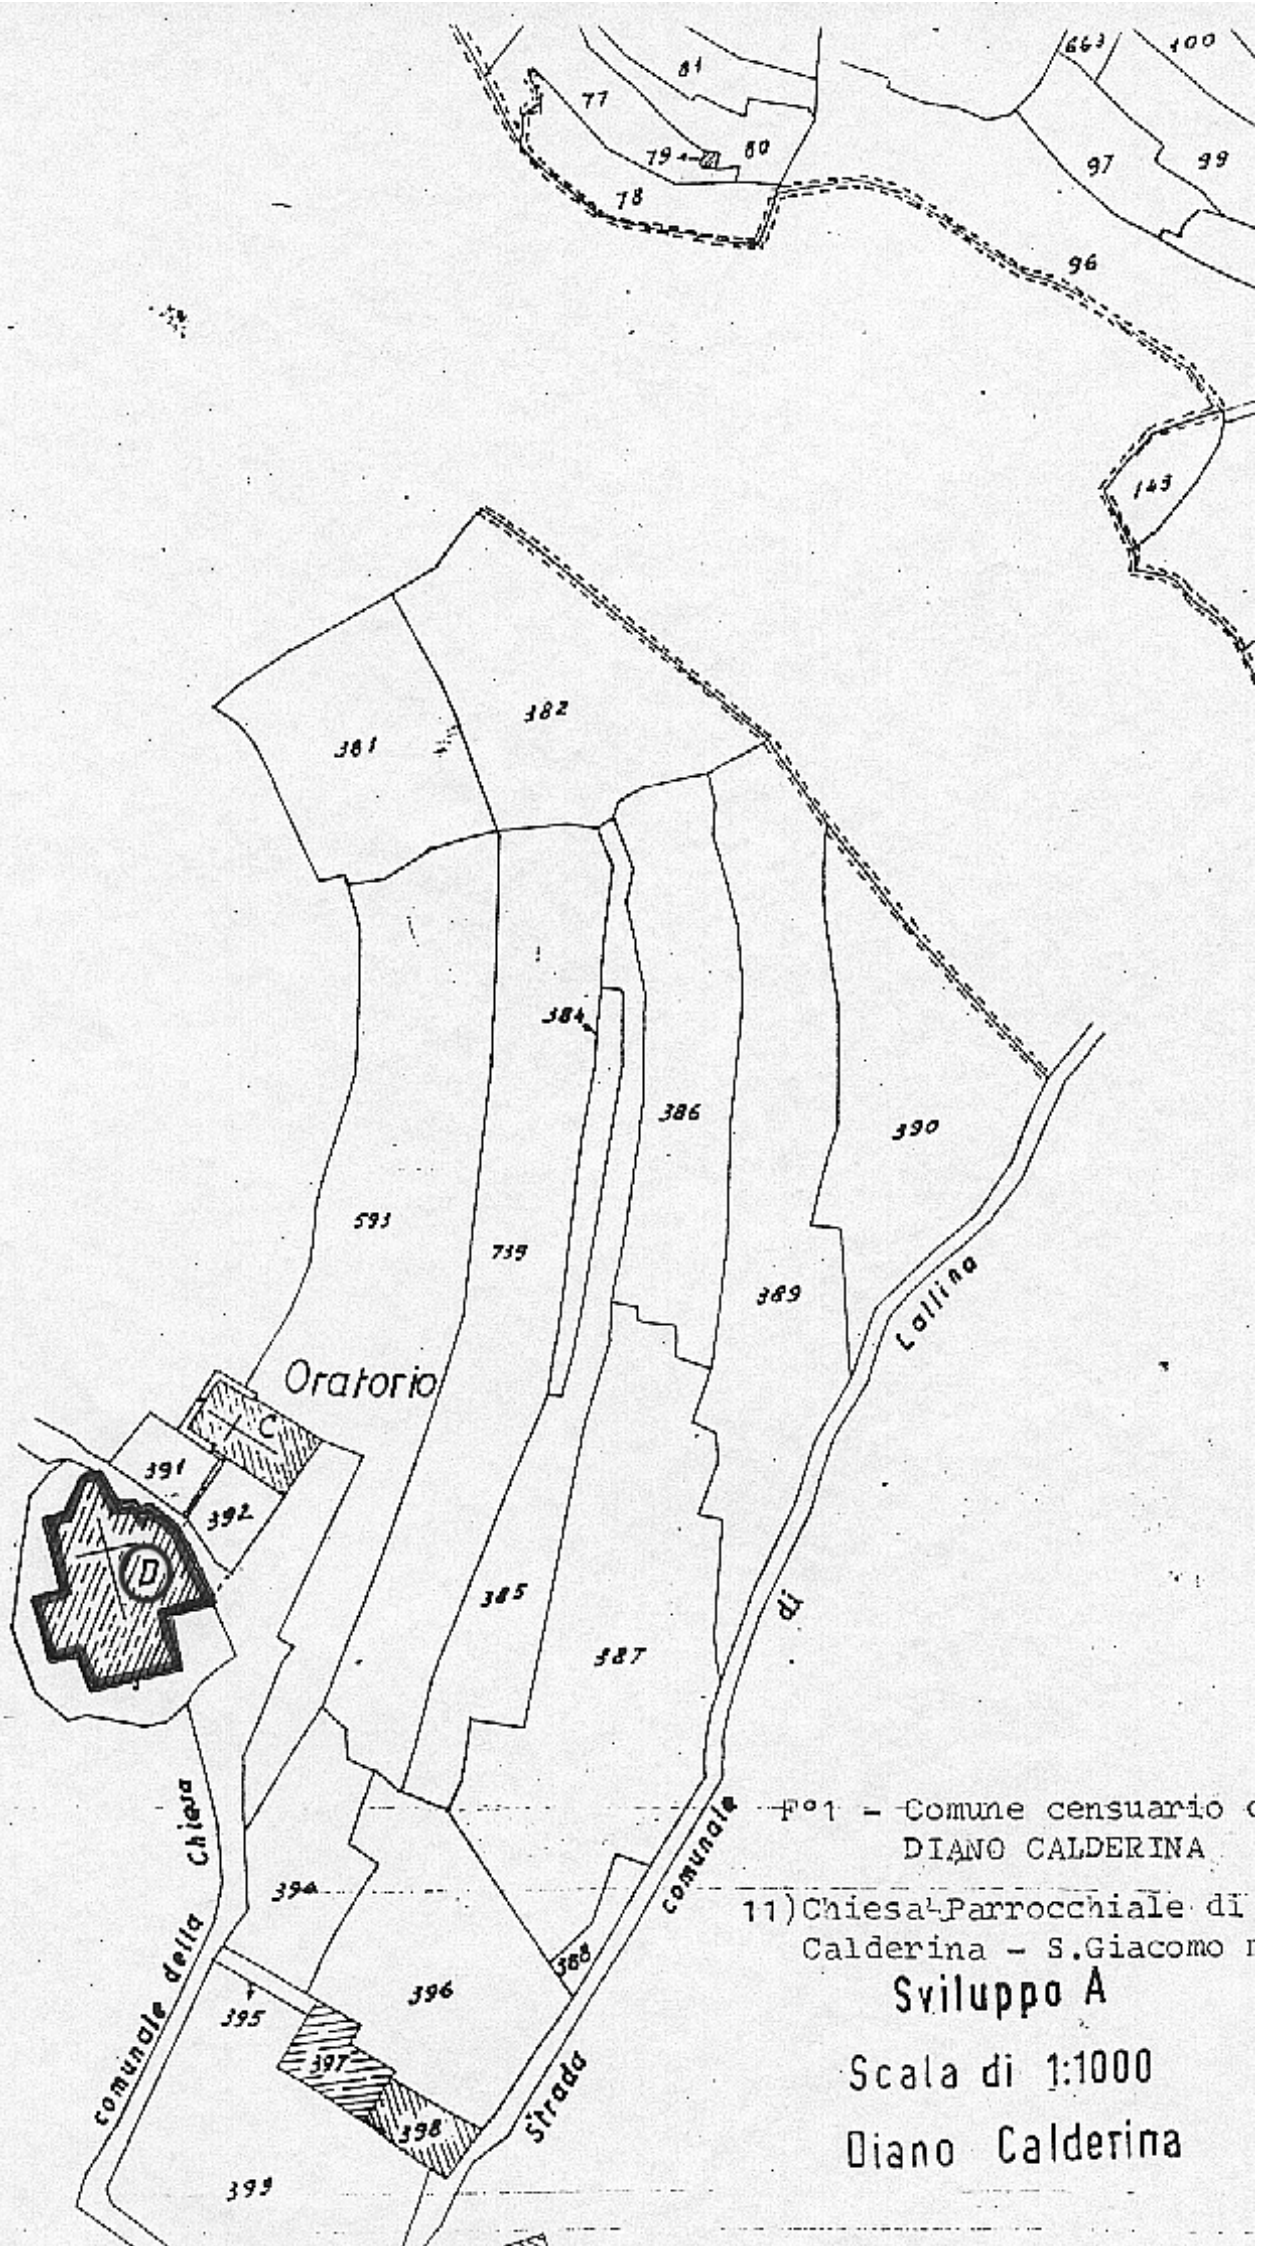 663
100
81
77
79
80
97
99
78
96
143
382
381
384
386
390
593
739
389
Lallina
Oratorio
C
391
392
D
385
di
387
Chiesa
comunale
F°1 - Comune censuario
DIANO CALDERINA
394
11)Chiesa Parrocchiale di
Calderina - S.Giacomo
della
388
396
Sviluppo A
395
397
comunale
Scala di 1:1000
Strada
398
Diano Calderina
399